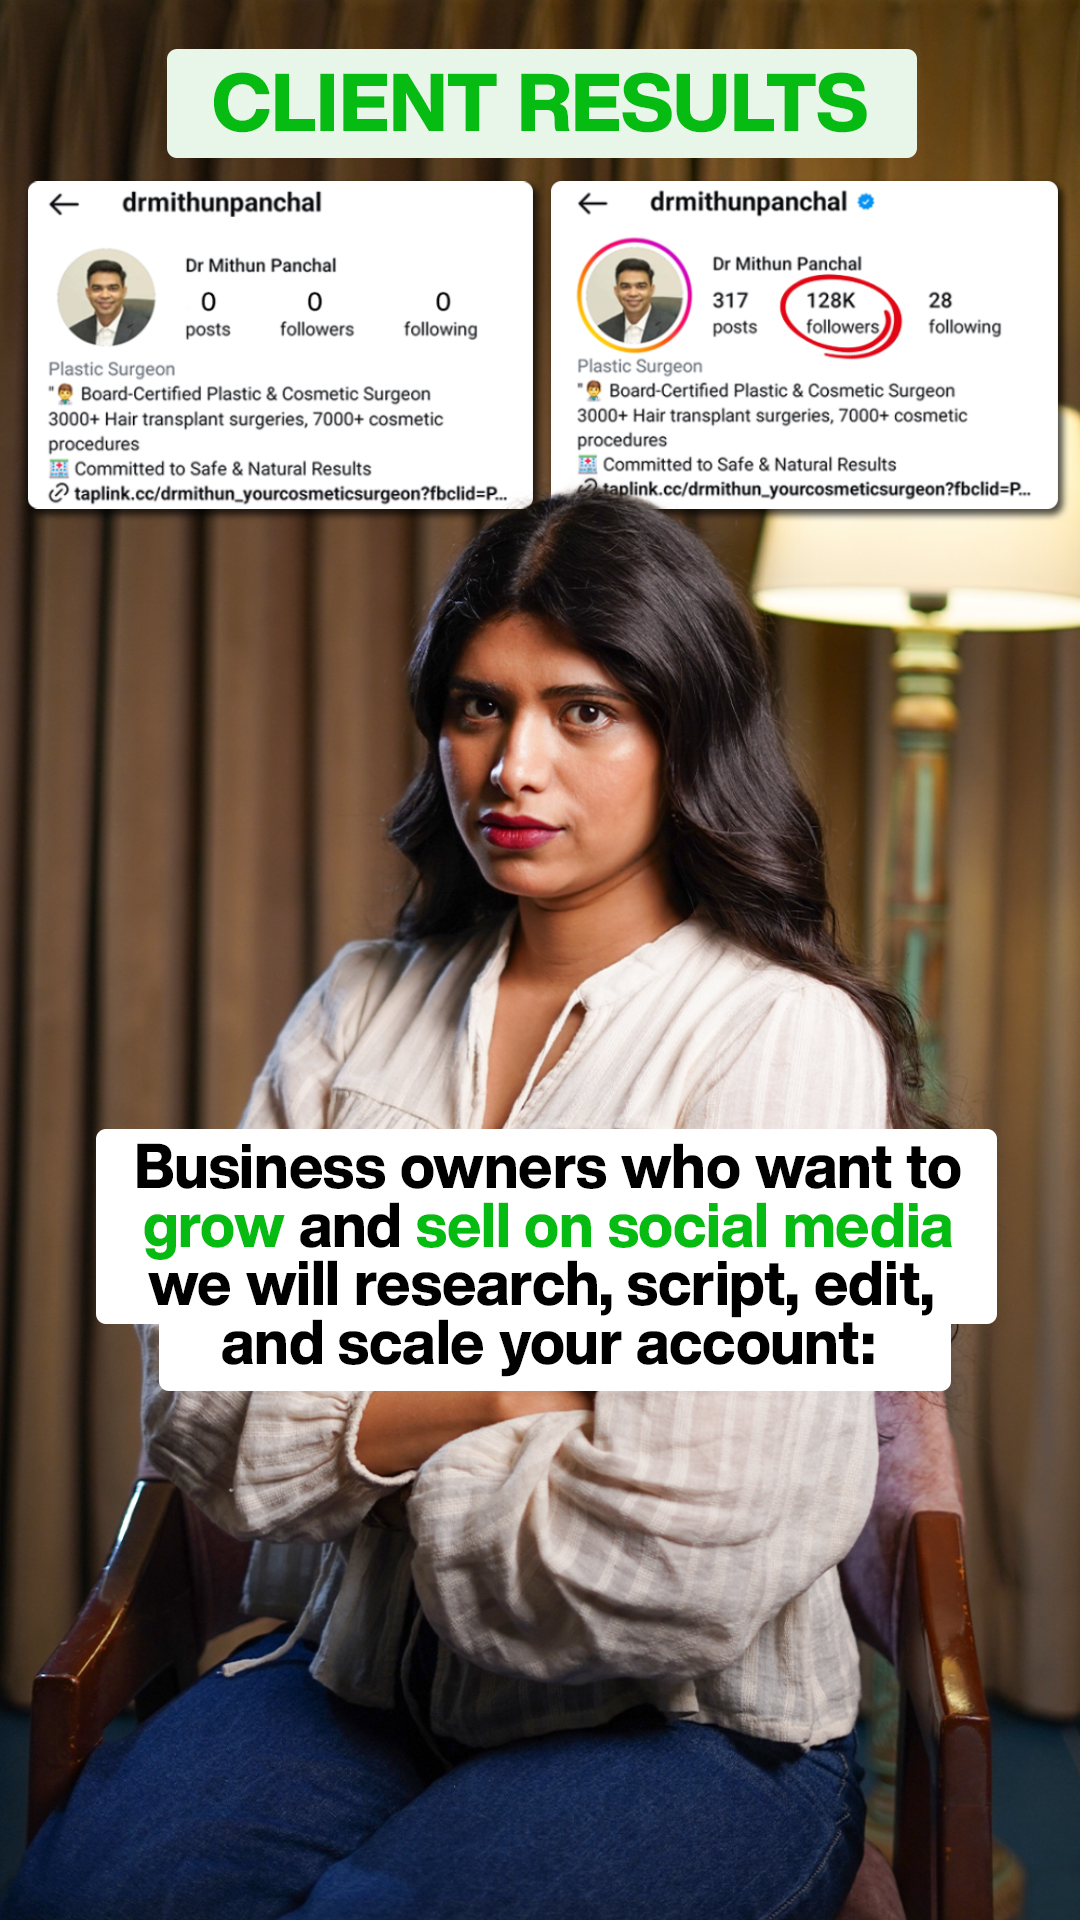 CLIENT RESULTS
drmithunpanchal
Dr Mithun Panchal
0 0 0
posts followers following
Plastic Surgeon
"👨‍⚕️ Board-Certified Plastic & Cosmetic Surgeon
3000+ Hair transplant surgeries, 7000+ cosmetic
procedures
🏥 Committed to Safe & Natural Results
taplink.cc/drmithun_yourcosmeticsurgeon?fbclid=P...
drmithunpanchal
Dr Mithun Panchal
317 128K 28
posts followers following
Plastic Surgeon
"👨‍⚕️ Board-Certified Plastic & Cosmetic Surgeon
3000+ Hair transplant surgeries, 7000+ cosmetic
procedures
🏥 Committed to Safe & Natural Results
taplink.cc/drmithun_yourcosmeticsurgeon?fbclid=P...
Business owners who want to
grow and sell on social media
we will research, script, edit,
and scale your account: